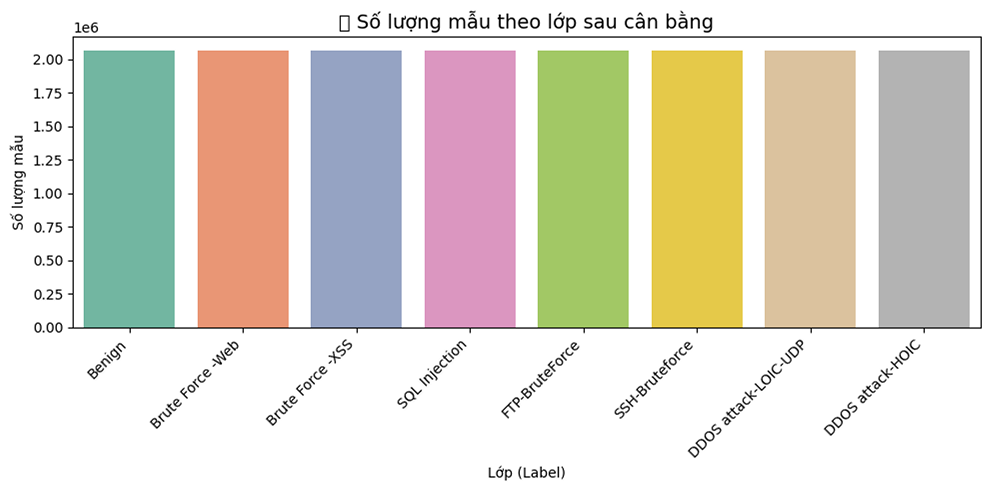 Số lượng mẫu theo lớp sau cân bằng
1e6
2.00
1.75
1.50
1.25
1.00
0.75
0.50
0.25
0.00
Số lượng mẫu
Benign
Brute Force -Web
Brute Force -XSS
SQL Injection
FTP-BruteForce
SSH-Bruteforce
DDOS attack-LOIC-UDP
DDOS attack-HOIC
Lớp (Label)